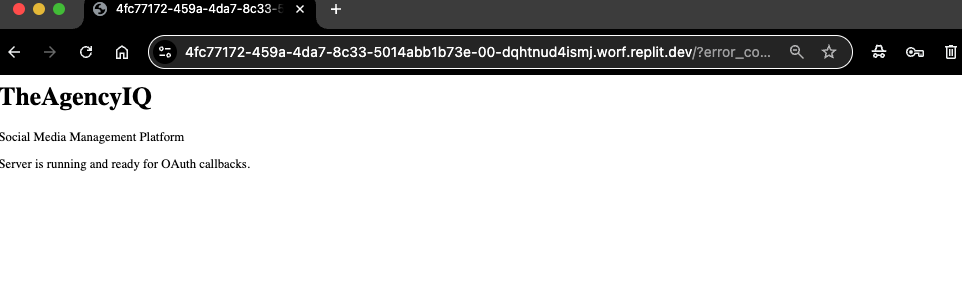 4fc77172-459a-4da7-8c33-5
4fc77172-459a-4da7-8c33-5014abb1b73e-00-dqhtnud4ismj.worf.replit.dev/?error_co...
TheAgencyIQ
Social Media Management Platform
Server is running and ready for OAuth callbacks.